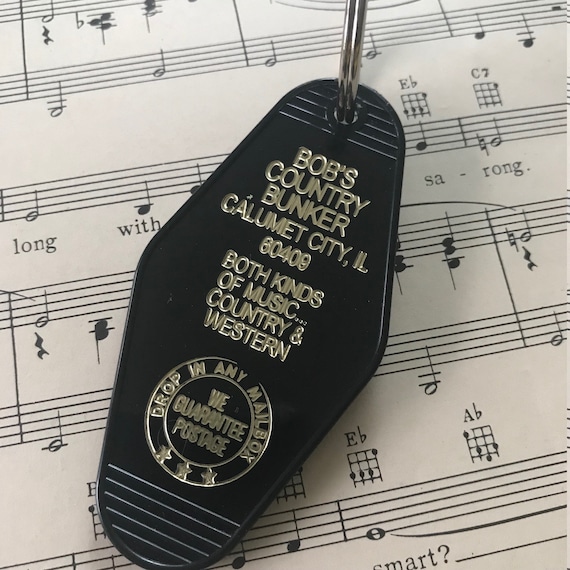 Eb C7
sa - rong.
long with
BOB'S
COUNTRY
BUNKER
CALUMET CITY, IL
60409
BOTH KINDS
OF MUSIC...
COUNTRY &
WESTERN
DROP IN ANY MAILBOX
WE
GUARANTEE
POSTAGE
Eb Ab
smart?